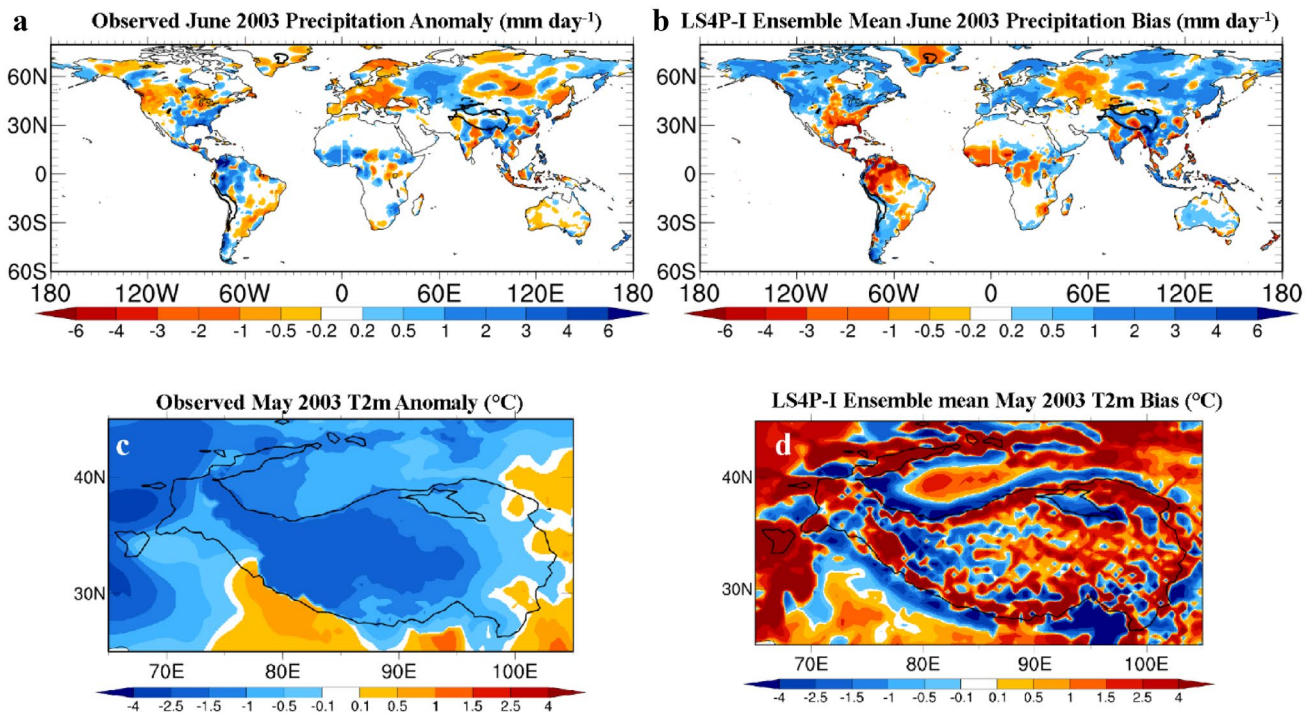 a Observed June 2003 Precipitation Anomaly (mm day⁻¹)
60N
30N
0
30S
60S
180 120W 60W 0 60E 120E 180
-6 -4 -3 -2 -1 -0.5 -0.2 0.2 0.5 1 2 3 4 6
b LS4P-I Ensemble Mean June 2003 Precipitation Bias (mm day⁻¹)
60N
30N
0
30S
60S
180 120W 60W 0 60E 120E 180
-6 -4 -3 -2 -1 -0.5 -0.2 0.2 0.5 1 2 3 4 6
Observed May 2003 T2m Anomaly (°C)
c
40N
30N
70E 80E 90E 100E
-4 -2.5 -1.5 -1 -0.5 -0.1 0.1 0.5 1 1.5 2.5 4
LS4P-I Ensemble mean May 2003 T2m Bias (°C)
d
40N
30N
70E 80E 90E 100E
-4 -2.5 -1.5 -1 -0.5 -0.1 0.1 0.5 1 1.5 2.5 4